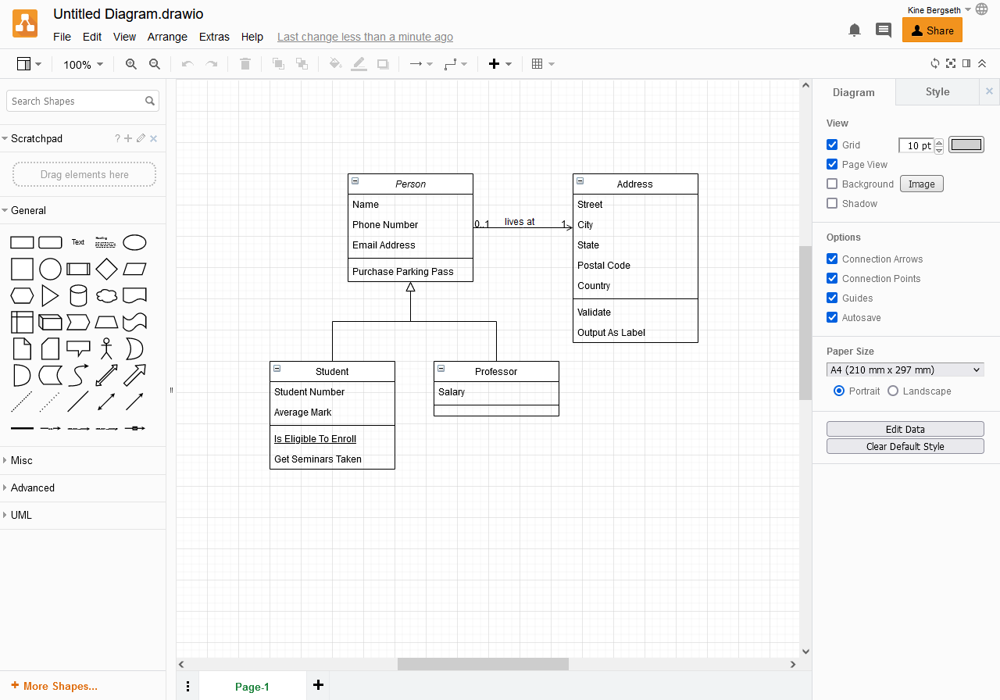 Untitled Diagram.drawio
Kine Bergseth
File Edit View Arrange Extras Help Last change less than a minute ago
Share
100%
Search Shapes
Scratchpad
?
Drag elements here
General
Text
Heading
Misc
Advanced
UML
+ More Shapes...
Person
Name
Phone Number
Email Address
Purchase Parking Pass
0..1 lives at 1
Address
Street
City
State
Postal Code
Country
Validate
Output As Label
Student
Student Number
Average Mark
Is Eligible To Enroll
Get Seminars Taken
Professor
Salary
Page-1
Diagram
Style
View
Grid
10 pt
Page View
Background
Image
Shadow
Options
Connection Arrows
Connection Points
Guides
Autosave
Paper Size
A4 (210 mm x 297 mm)
Portrait Landscape
Edit Data
Clear Default Style